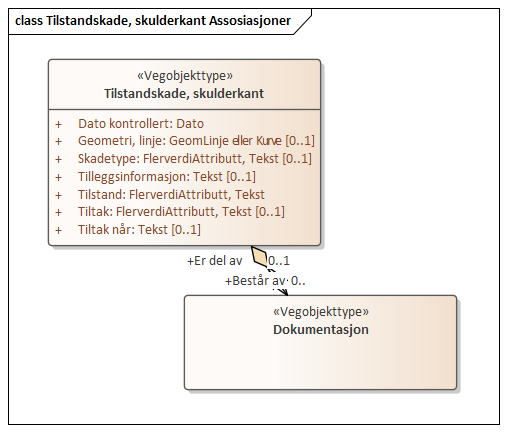 class Tilstandskade, skulderkant Assosiasjoner
«Vegobjekttype»
Tilstandskade, skulderkant
+ Dato kontrollert: Dato
+ Geometri, linje: GeomLinje eller Kurve [0..1]
+ Skadetype: FlerverdiAttributt, Tekst [0..1]
+ Tilleggsinformasjon: Tekst [0..1]
+ Tilstand: FlerverdiAttributt, Tekst
+ Tiltak: FlerverdiAttributt, Tekst [0..1]
+ Tiltak når: Tekst [0..1]
+Er del av 0..1
+Består av 0..
«Vegobjekttype»
Dokumentasjon